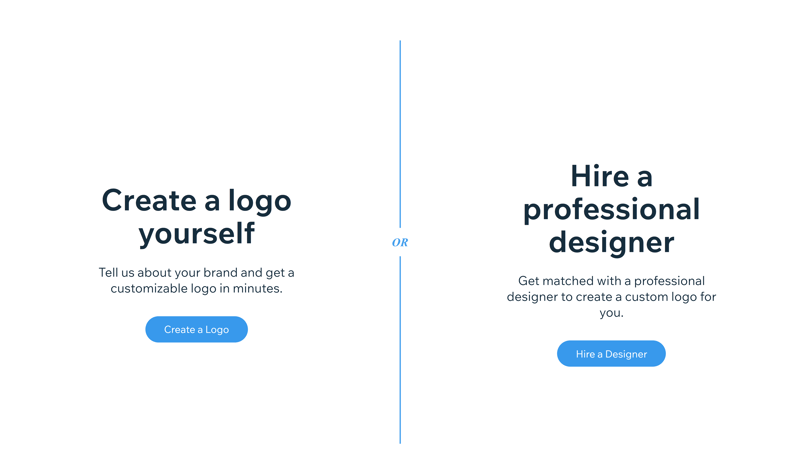 Create a logo
yourself
Tell us about your brand and get a
customizable logo in minutes.
Create a Logo
OR
Hire a
professional
designer
Get matched with a professional
designer to create a custom logo for
you.
Hire a Designer